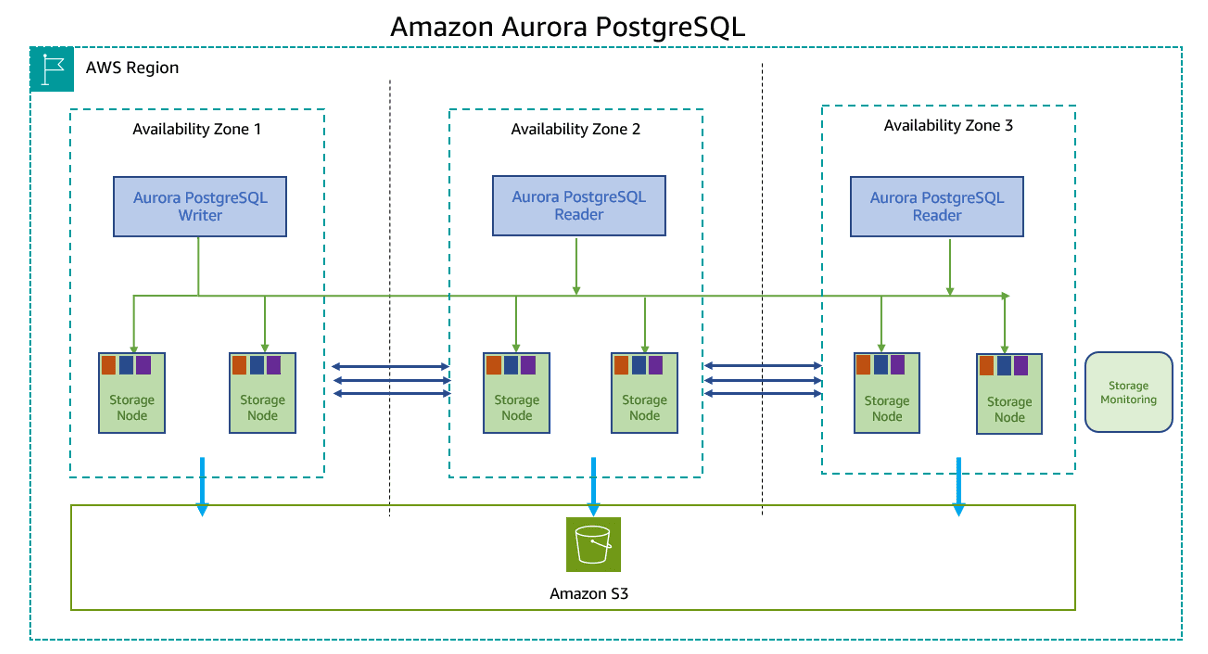 Amazon Aurora PostgreSQL
AWS Region
Availability Zone 1
Availability Zone 2
Availability Zone 3
Aurora PostgreSQL
Writer
Aurora PostgreSQL
Reader
Aurora PostgreSQL
Reader
Storage
Node
Storage
Node
Storage
Node
Storage
Node
Storage
Node
Storage
Node
Storage
Monitoring
Amazon S3